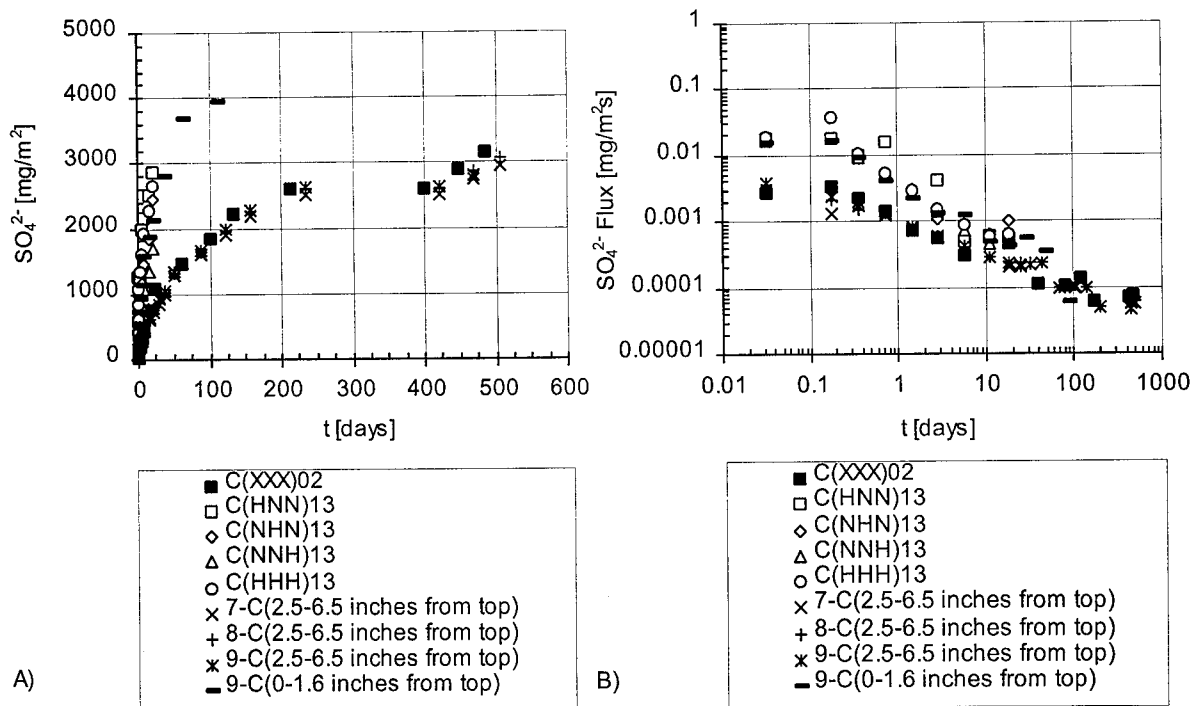 5000
4000
3000
2000
1000
0
SO₄²⁻ [mg/m²]
0 100 200 300 400 500 600
t [days]
■ C(XXX)02
□ C(HNN)13
◇ C(NHN)13
△ C(NNH)13
○ C(HHH)13
× 7-C(2.5-6.5 inches from top)
+ 8-C(2.5-6.5 inches from top)
ж 9-C(2.5-6.5 inches from top)
– 9-C(0-1.6 inches from top)
A)
1
0.1
0.01
0.001
0.0001
0.00001
SO₄²⁻ Flux [mg/m²s]
0.01 0.1 1 10 100 1000
t [days]
■ C(XXX)02
□ C(HNN)13
◇ C(NHN)13
△ C(NNH)13
○ C(HHH)13
× 7-C(2.5-6.5 inches from top)
+ 8-C(2.5-6.5 inches from top)
ж 9-C(2.5-6.5 inches from top)
– 9-C(0-1.6 inches from top)
B)